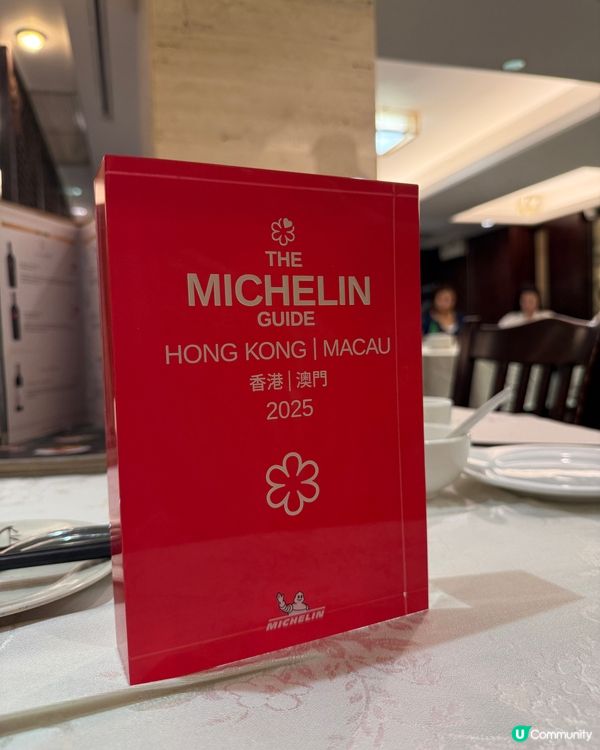 THE
MICHELIN
GUIDE
HONG KONG | MACAU
香港 | 澳門
2025
MICHELIN
U Community